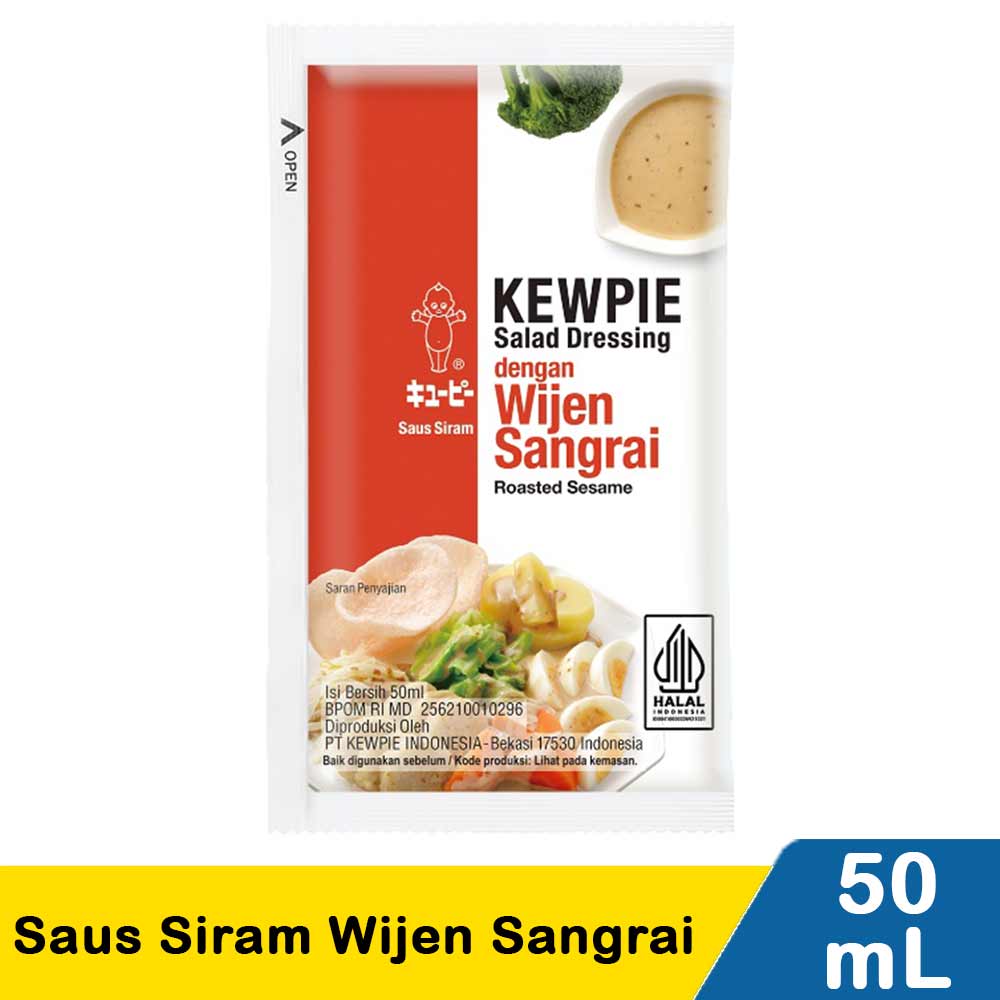 OPEN
KEWPIE
Salad Dressing
dengan
Wijen
Sangrai
Roasted Sesame
®
キューピー
Saus Siram
Saran Penyajian
Isi Bersih 50ml
BPOM RI MD 256210010296
Diproduksi Oleh
PT KEWPIE INDONESIA - Bekasi 17530 Indonesia
Baik digunakan sebelum / Kode produksi: Lihat pada kemasan.
HALAL
INDONESIA
Saus Siram Wijen Sangrai
50
mL